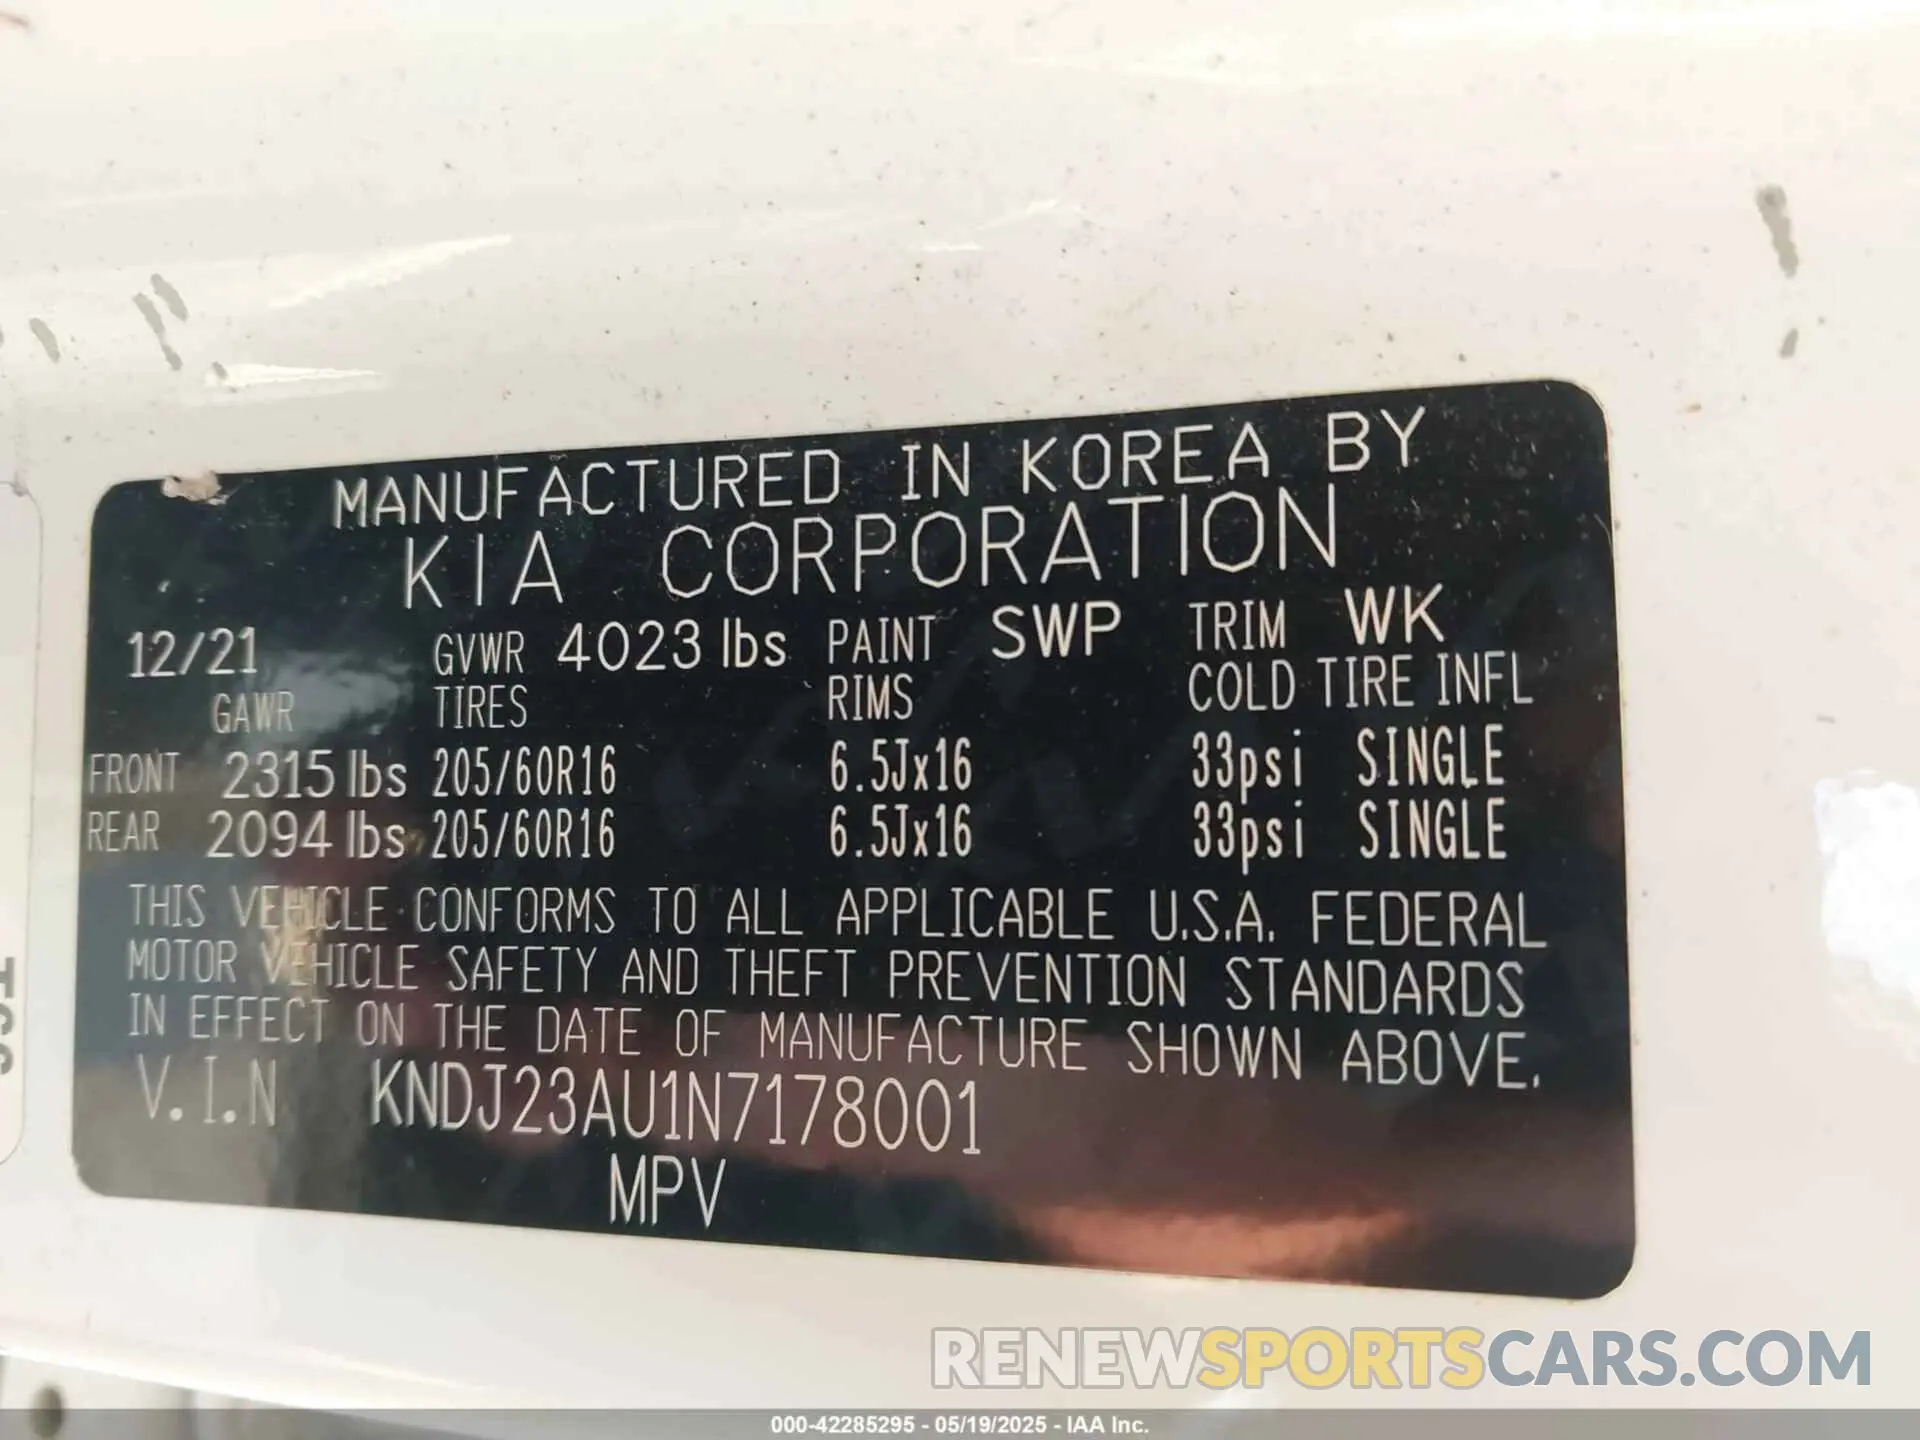 MANUFACTURED IN KOREA BY
KIA CORPORATION
12/21 GVWR 4023 lbs PAINT SWP TRIM WK
GAWR TIRES RIMS COLD TIRE INFL
FRONT 2315 lbs 205/60R16 6.5Jx16 33psi SINGLE
REAR 2094 lbs 205/60R16 6.5Jx16 33psi SINGLE
THIS VEHICLE CONFORMS TO ALL APPLICABLE U.S.A. FEDERAL
MOTOR VEHICLE SAFETY AND THEFT PREVENTION STANDARDS
IN EFFECT ON THE DATE OF MANUFACTURE SHOWN ABOVE.
V.I.N KNDJ23AU1N7178001
MPV
RENEWSPORTSCARS.COM
000-42285295 - 05/19/2025 - IAA Inc.